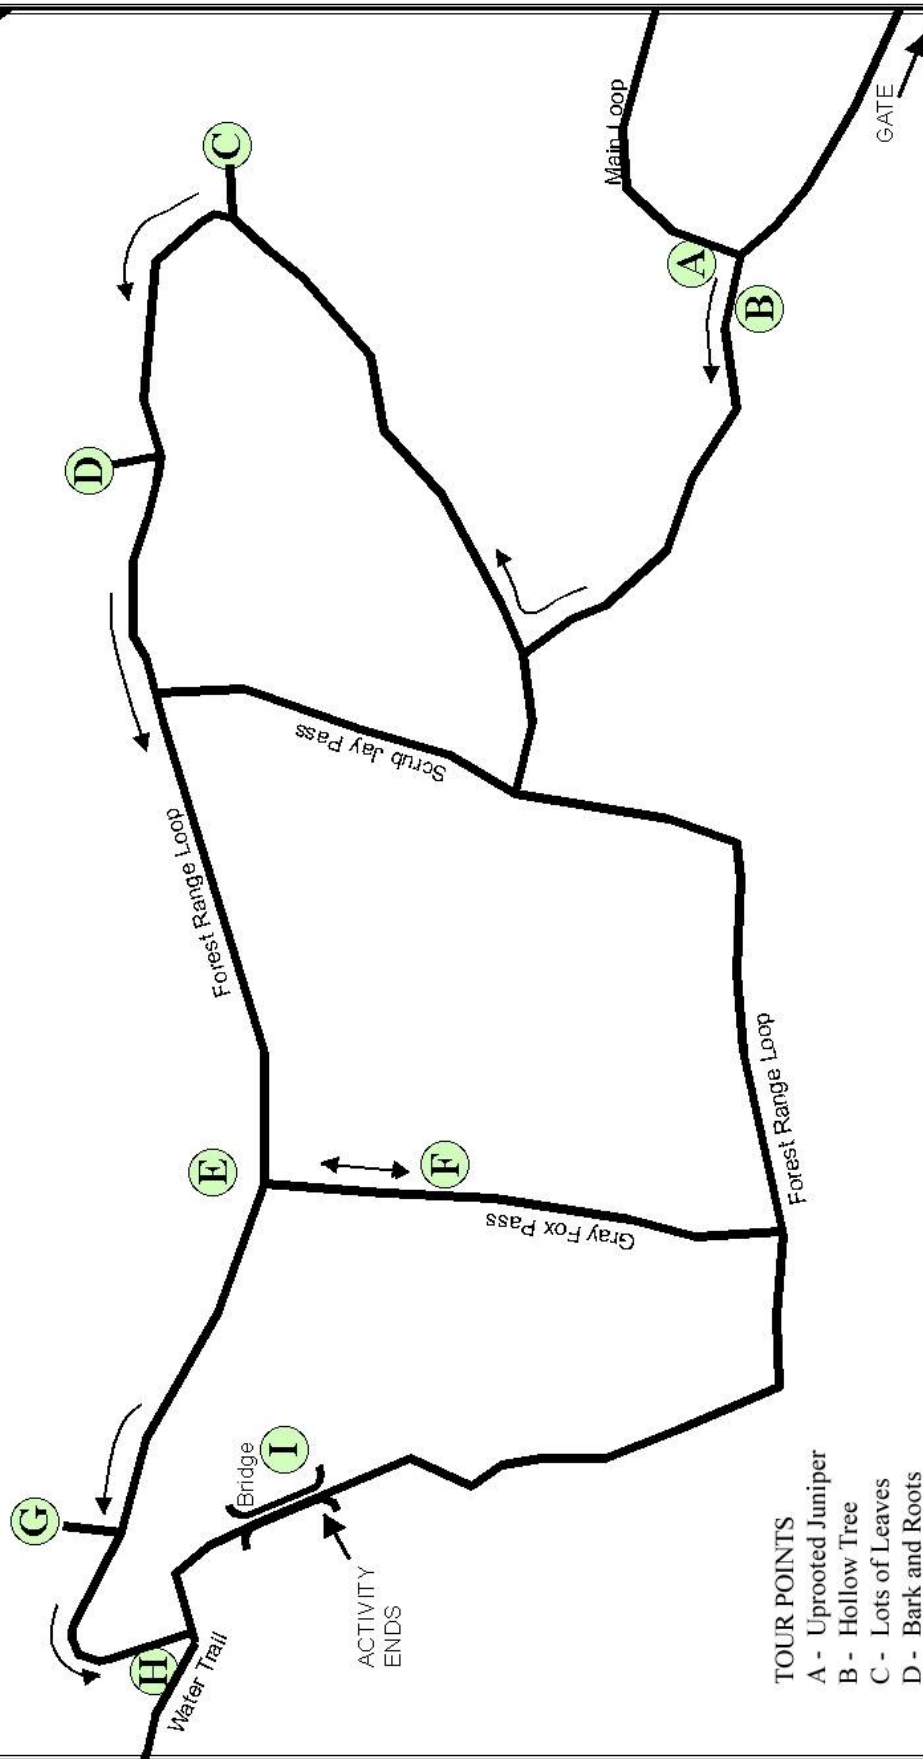 C
Main Loop
GATE
A
B
D
Scrub Jay Pass
Forest Range Loop
E
F
Gray Fox Pass
Forest Range Loop
G
Bridge
I
ACTIVITY
ENDS
H
Water Trail
TOUR POINTS
A - Uprooted Juniper
B - Hollow Tree
C - Lots of Leaves
D - Bark and Roots